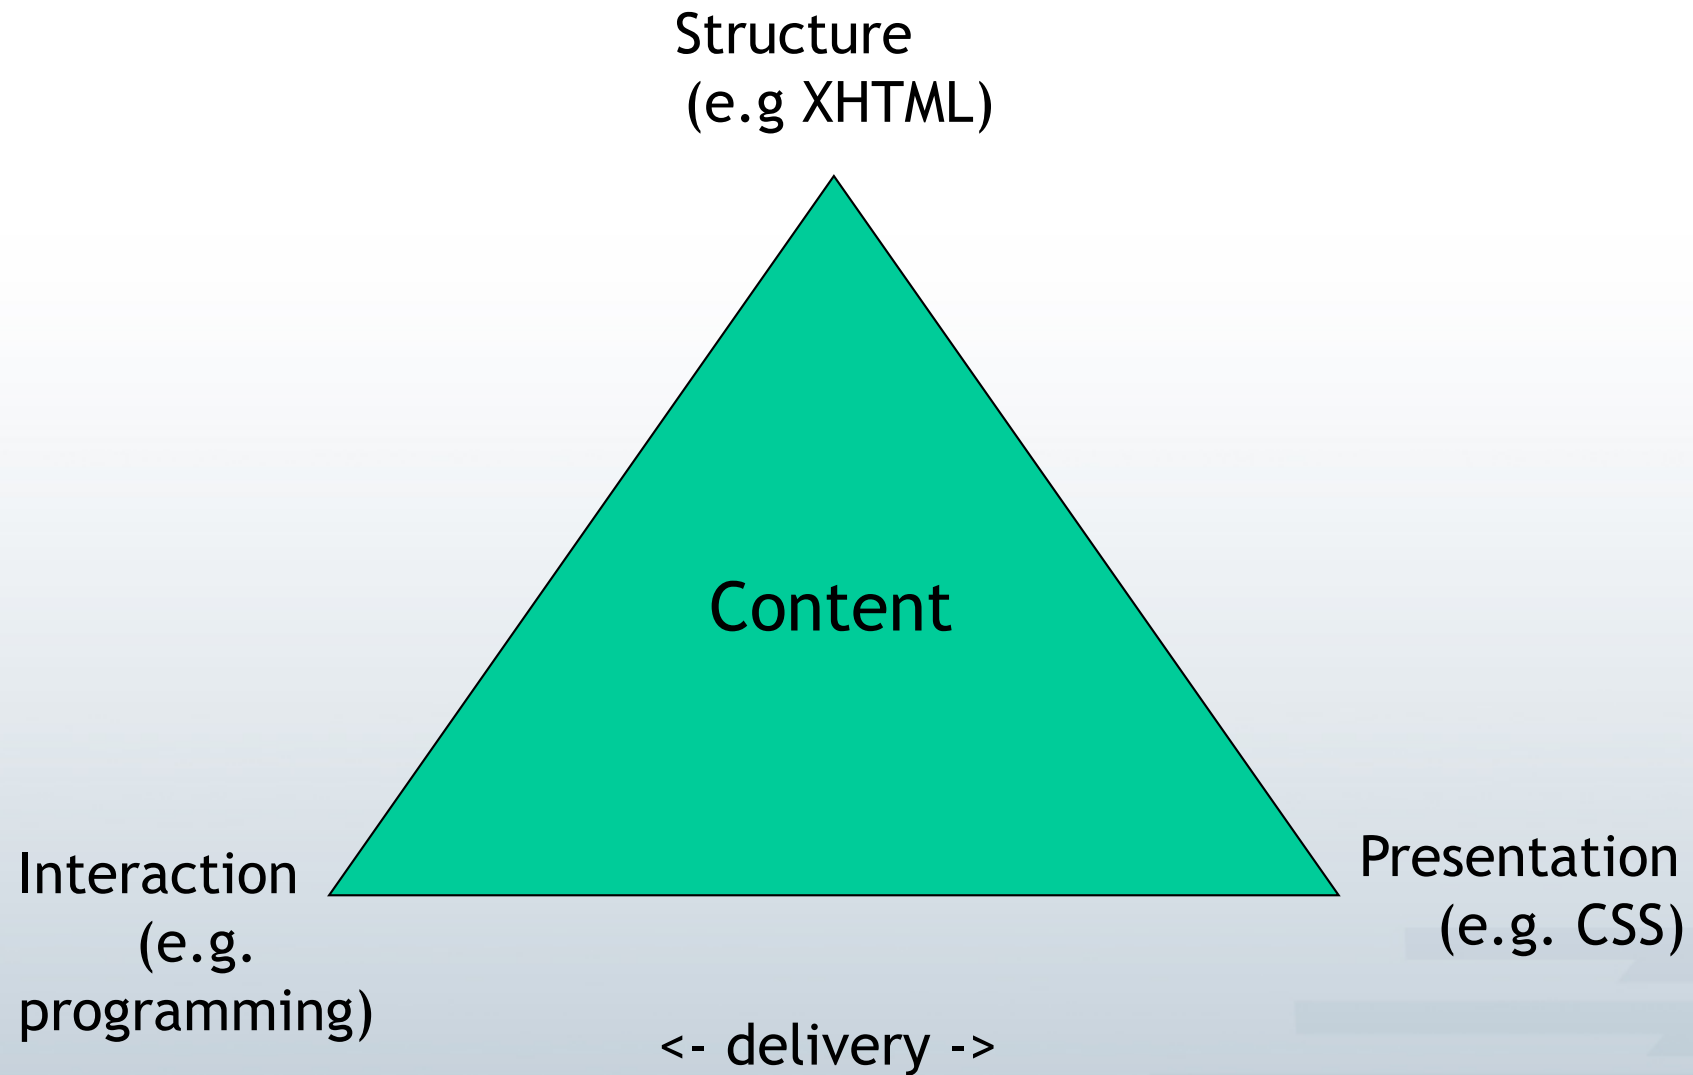 Structure
(e.g XHTML)
Content
Interaction
(e.g.
programming)
Presentation
(e.g. CSS)
<- delivery ->